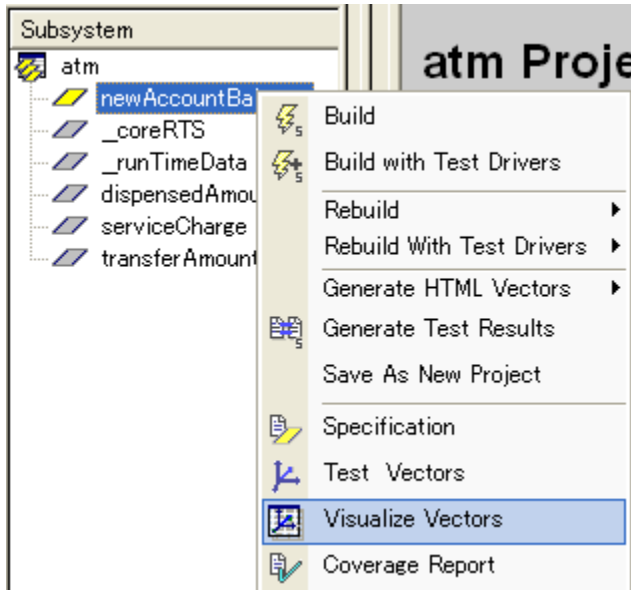 Subsystem
atm
atm Proje
newAccountBa
_coreRTS
_runTimeData
dispensedAmou
serviceCharge
transferAmount
Build
Build with Test Drivers
Rebuild
Rebuild With Test Drivers
Generate HTML Vectors
Generate Test Results
Save As New Project
Specification
Test Vectors
Visualize Vectors
Coverage Report